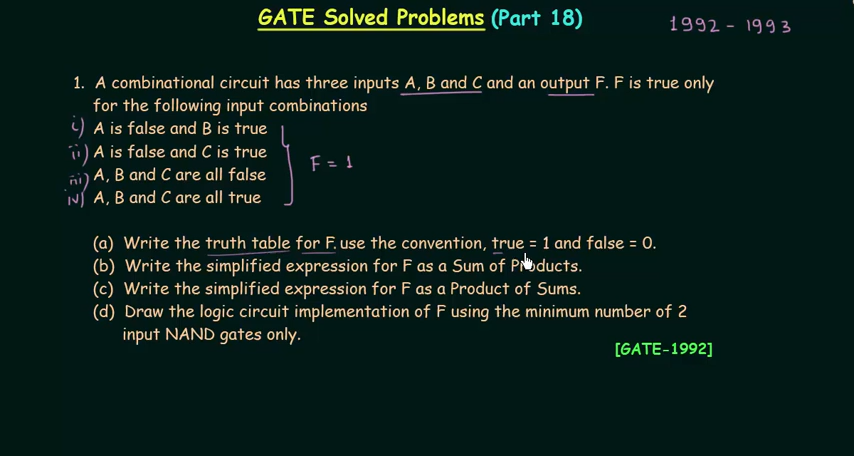 GATE Solved Problems (Part 18)
1992 - 1993
1. A combinational circuit has three inputs A, B and C and an output F. F is true only
for the following input combinations
i) A is false and B is true
ii) A is false and C is true
iii) A, B and C are all false
iv) A, B and C are all true
F = 1
(a) Write the truth table for F. use the convention, true = 1 and false = 0.
(b) Write the simplified expression for F as a Sum of Products.
(c) Write the simplified expression for F as a Product of Sums.
(d) Draw the logic circuit implementation of F using the minimum number of 2
input NAND gates only.
[GATE-1992]